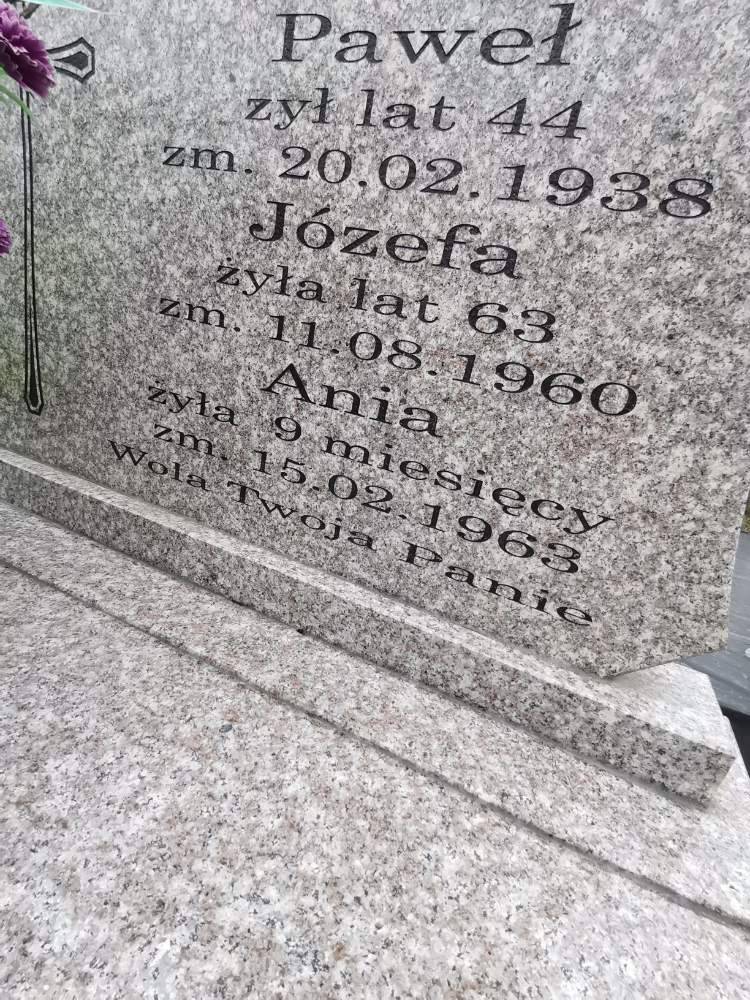 Paweł
zył lat 44
zm. 20.02.1938
Józefa
żyła lat 63
zm. 11.08.1960
Ania
żyła 9 miesięcy
zm. 15.02.1963
Wola Twoja Panie